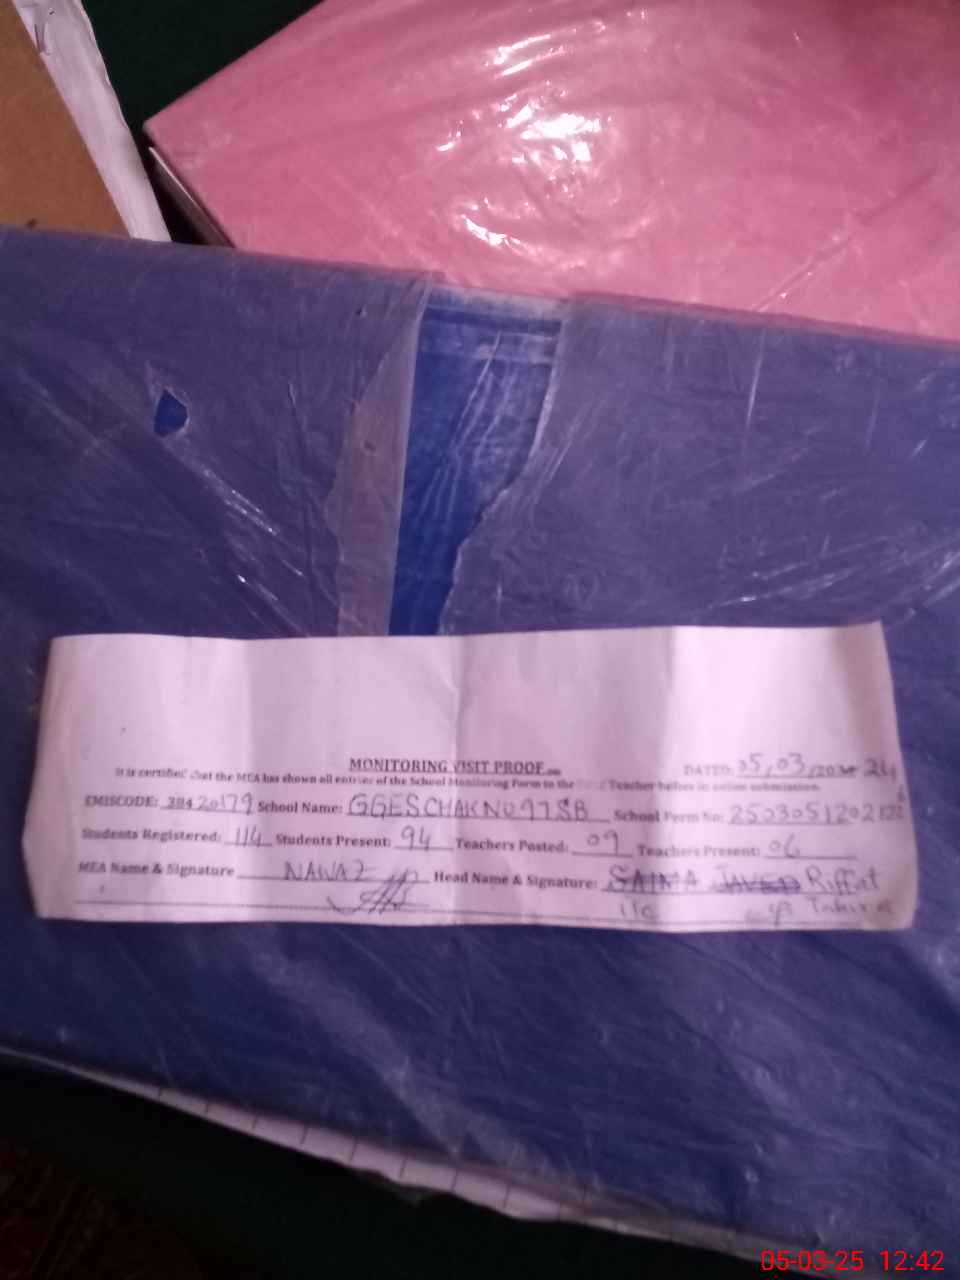 MONITORING VISIT PROOF
DATED: 05,03,
It is certified that the MEA has shown all entries of the School Monitoring Form to the Teacher before its online submission.
EMISCODE: 20179 School Name: GGES CHAK NO 97 SB School Form No:
Students Registered: 114 Students Present: 94 Teachers Posted: 09 Teachers Present: 06
MEA Name & Signature NAWAZ Head Name & Signature: SAIMA JAVED Riffat
Tahira
05-03-25 12:42